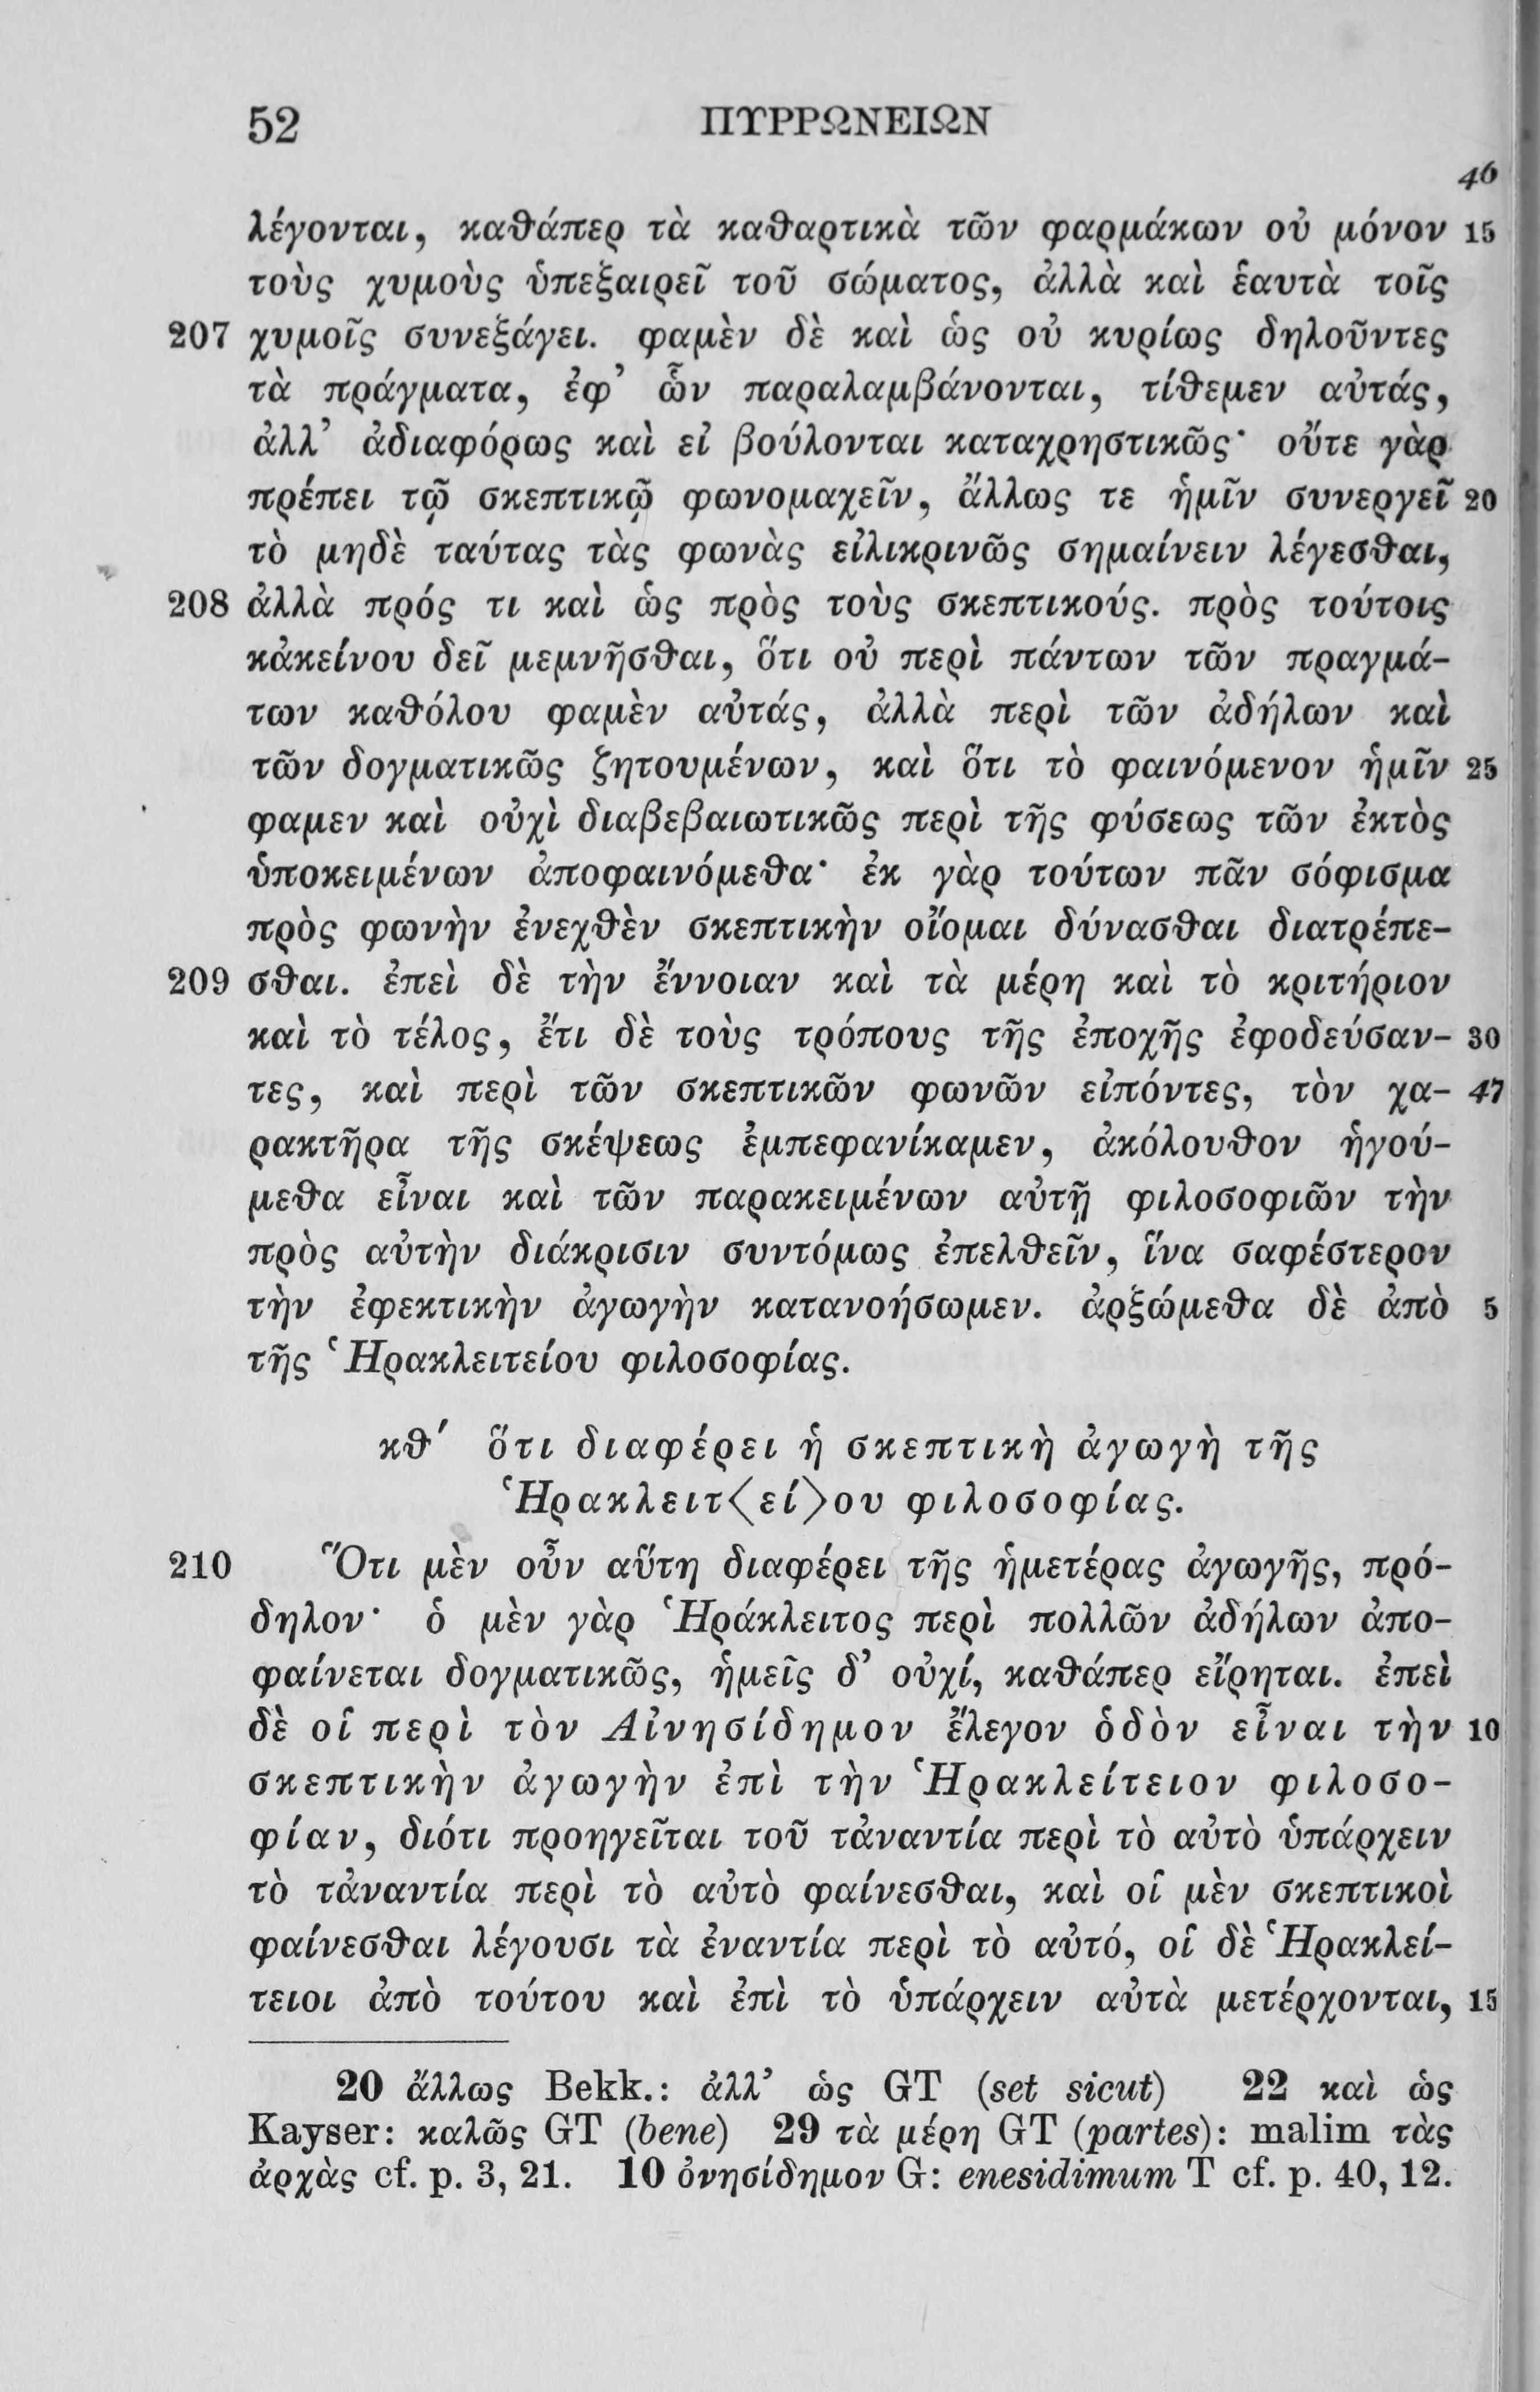 52 ΠΥΡΡΩΝΕΙΩΝ
46
λέγονται, καθάπερ τὰ καθαρτικὰ τῶν φαρμάκων οὐ μόνον 15
τοὺς χυμοὺς ὑπεξαιρεῖ τοῦ σώματος, ἀλλὰ καὶ ἑαυτὰ τοῖς
207 χυμοῖς συνεξάγει. φαμὲν δὲ καὶ ὡς οὐ κυρίως δηλοῦντες
τὰ πράγματα, ἐφ' ὧν παραλαμβάνονται, τίθεμεν αὐτάς,
ἀλλ' ἀδιαφόρως καὶ εἰ βούλονται καταχρηστικῶς· οὔτε γὰρ
πρέπει τῷ σκεπτικῷ φωνομαχεῖν, ἄλλως τε ἡμῖν συνεργεῖ 20
τὸ μηδὲ ταύτας τὰς φωνὰς εἰλικρινῶς σημαίνειν λέγεσθαι,
208 ἀλλὰ πρός τι καὶ ὡς πρὸς τοὺς σκεπτικούς. πρὸς τούτοις
κἀκείνου δεῖ μεμνῆσθαι, ὅτι οὐ περὶ πάντων τῶν πραγμά-
των καθόλου φαμὲν αὐτάς, ἀλλὰ περὶ τῶν ἀδήλων καὶ
τῶν δογματικῶς ζητουμένων, καὶ ὅτι τὸ φαινόμενον ἡμῖν 25
φαμεν καὶ οὐχὶ διαβεβαιωτικῶς περὶ τῆς φύσεως τῶν ἐκτὸς
ὑποκειμένων ἀποφαινόμεθα· ἐκ γὰρ τούτων πᾶν σόφισμα
πρὸς φωνὴν ἐνεχθὲν σκεπτικὴν οἴομαι δύνασθαι διατρέπε-
209 σθαι. ἐπεὶ δὲ τὴν ἔννοιαν καὶ τὰ μέρη καὶ τὸ κριτήριον
καὶ τὸ τέλος, ἔτι δὲ τοὺς τρόπους τῆς ἐποχῆς ἐφοδεύσαν- 30
τες, καὶ περὶ τῶν σκεπτικῶν φωνῶν εἰπόντες, τὸν χα- 47
ρακτῆρα τῆς σκέψεως ἐμπεφανίκαμεν, ἀκόλουθον ἡγού-
μεθα εἶναι καὶ τῶν παρακειμένων αὐτῇ φιλοσοφιῶν τὴν
πρὸς αὐτὴν διάκρισιν συντόμως ἐπελθεῖν, ἵνα σαφέστερον
τὴν ἐφεκτικὴν ἀγωγὴν κατανοήσωμεν. ἀρξώμεθα δὲ ἀπὸ 5
τῆς Ἡρακλειτείου φιλοσοφίας.
κθ' ὅτι διαφέρει ἡ σκεπτικὴ ἀγωγὴ τῆς
Ἡρακλειτ〈εί〉ου φιλοσοφίας.
210 Ὅτι μὲν οὖν αὕτη διαφέρει τῆς ἡμετέρας ἀγωγῆς, πρό-
δηλον· ὁ μὲν γὰρ Ἡράκλειτος περὶ πολλῶν ἀδήλων ἀπο-
φαίνεται δογματικῶς, ἡμεῖς δ' οὐχί, καθάπερ εἴρηται. ἐπεὶ
δὲ οἱ περὶ τὸν Αἰνησίδημον ἔλεγον ὁδὸν εἶναι τὴν 10
σκεπτικὴν ἀγωγὴν ἐπὶ τὴν Ἡρακλείτειον φιλοσο-
φίαν, διότι προηγεῖται τοῦ τἀναντία περὶ τὸ αὐτὸ ὑπάρχειν
τὸ τἀναντία περὶ τὸ αὐτὸ φαίνεσθαι, καὶ οἱ μὲν σκεπτικοὶ
φαίνεσθαι λέγουσι τὰ ἐναντία περὶ τὸ αὐτό, οἱ δὲ Ἡρακλεί-
τειοι ἀπὸ τούτου καὶ ἐπὶ τὸ ὑπάρχειν αὐτὰ μετέρχονται, 15
20 ἄλλως Bekk.: ἀλλ' ὡς GT (set sicut) 22 καὶ ὡς
Kayser: καλῶς GT (bene) 29 τὰ μέρη GT (partes): malim τὰς
ἀρχὰς cf. p. 3, 21. 10 ὀνησίδημον G: enesidimum T cf. p. 40, 12.